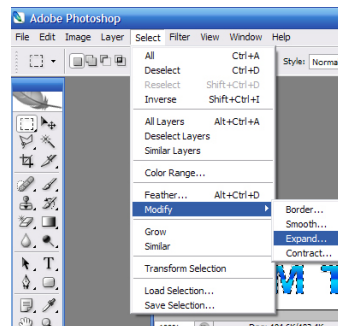 Adobe Photoshop
File Edit Image Layer Select Filter View Window Help
All Ctrl+A
Deselect Ctrl+D
Style: Norma
Reselect Shift+Ctrl+D
Inverse Shift+Ctrl+I
All Layers Alt+Ctrl+A
Deselect Layers
Similar Layers
Color Range...
Feather... Alt+Ctrl+D
Modify
Border...
Smooth...
Grow
Expand...
Similar
Contract...
Transform Selection
M T
Load Selection...
Save Selection...